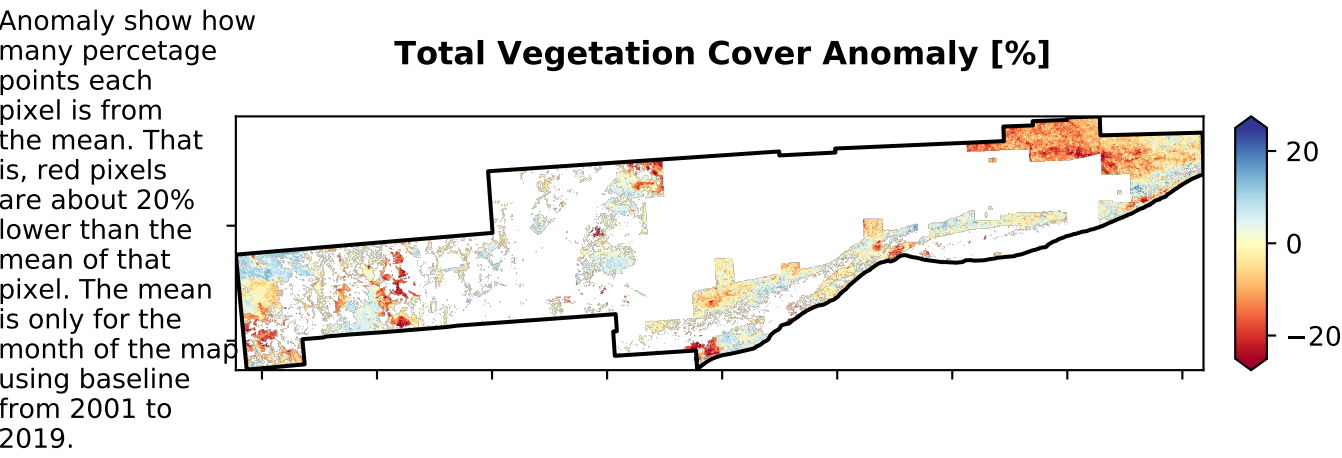 Anomaly show how
many percetage
points each
pixel is from
the mean. That
is, red pixels
are about 20%
lower than the
mean of that
pixel. The mean
is only for the
month of the map
using baseline
from 2001 to
2019.
Total Vegetation Cover Anomaly [%]
20
0
−20